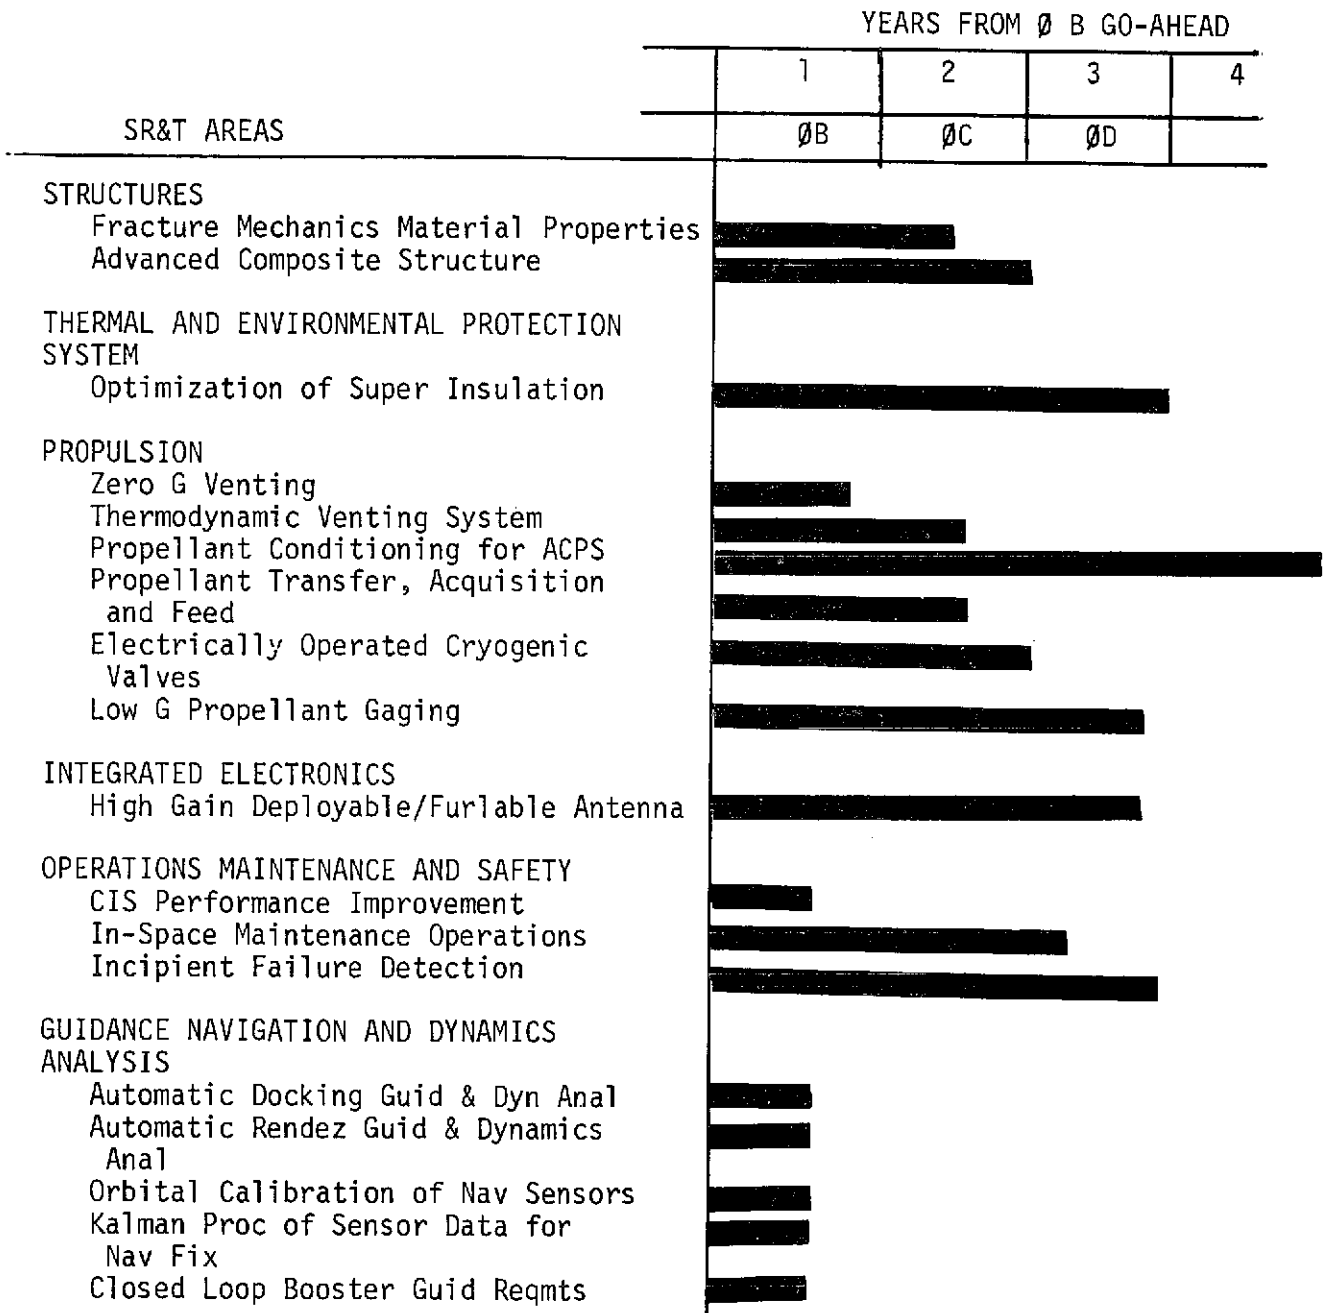 YEARS FROM Ø B GO-AHEAD
1 2 3 4
SR&T AREAS ØB ØC ØD
STRUCTURES
Fracture Mechanics Material Properties
Advanced Composite Structure
THERMAL AND ENVIRONMENTAL PROTECTION
SYSTEM
Optimization of Super Insulation
PROPULSION
Zero G Venting
Thermodynamic Venting System
Propellant Conditioning for ACPS
Propellant Transfer, Acquisition
and Feed
Electrically Operated Cryogenic
Valves
Low G Propellant Gaging
INTEGRATED ELECTRONICS
High Gain Deployable/Furlable Antenna
OPERATIONS MAINTENANCE AND SAFETY
CIS Performance Improvement
In-Space Maintenance Operations
Incipient Failure Detection
GUIDANCE NAVIGATION AND DYNAMICS
ANALYSIS
Automatic Docking Guid & Dyn Anal
Automatic Rendez Guid & Dynamics
Anal
Orbital Calibration of Nav Sensors
Kalman Proc of Sensor Data for
Nav Fix
Closed Loop Booster Guid Reqmts